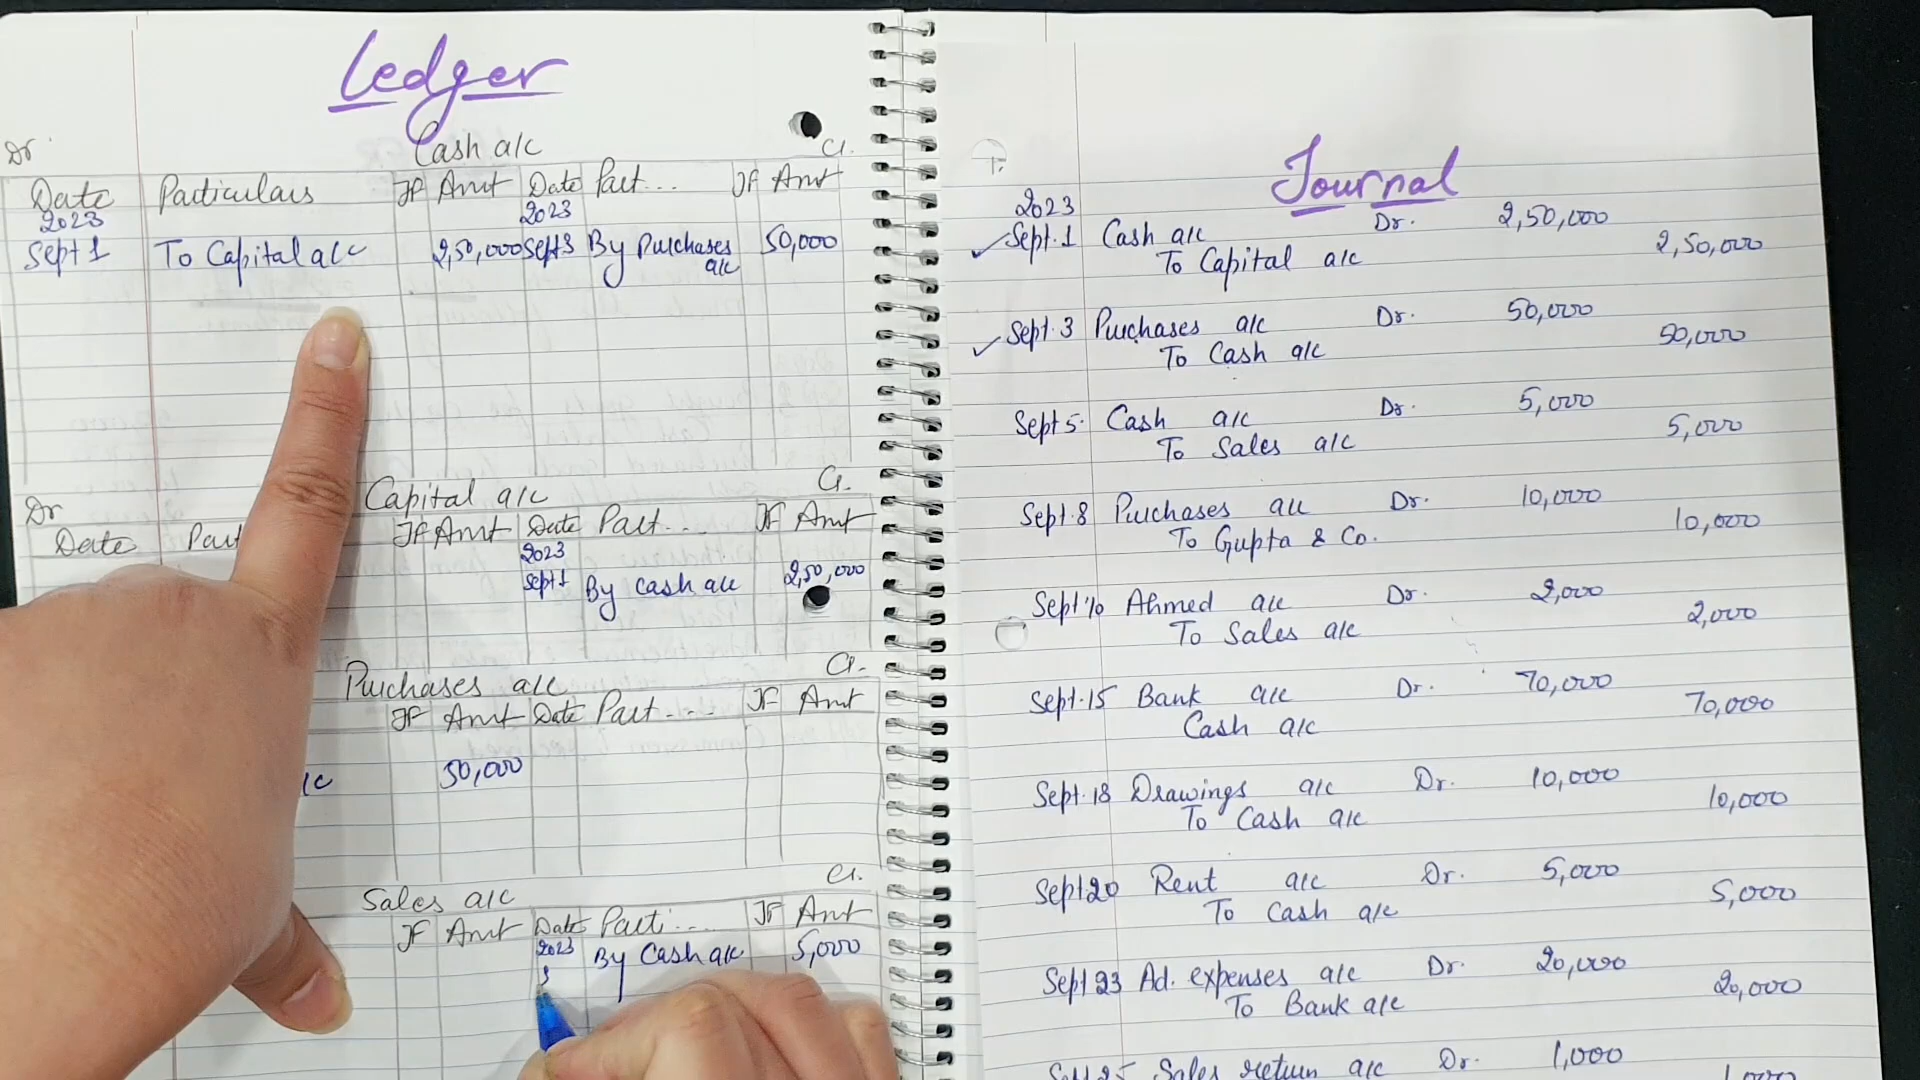 Ledger
Dr. Cash a/c Cr.
Date Particulars JF Amt Date Part... JF Amt
2023 2023
Sept 1 To Capital a/c 2,50,000 Sept 3 By Purchases 50,000
a/c
Dr Capital a/c Cr.
Date Part JF Amt Date Part... JF Amt
2023
Sept 1 By Cash a/c 2,50,000
Purchases a/c Cr.
JF Amt Date Part.... JF Amt
/c 50,000
Sales a/c Cr.
JF Amt Date Parti.... JF Amt
2023 By Cash a/c 5,000
S
Journal
2023
Sept. 1 Cash a/c Dr. 2,50,000
To Capital a/c 2,50,000
Sept. 3 Purchases a/c Dr. 50,000
To Cash a/c 50,000
Sept 5. Cash a/c Dr. 5,000
To Sales a/c 5,000
Sept. 8 Purchases a/c Dr. 10,000
To Gupta & Co. 10,000
Sept 10 Ahmed a/c Dr. 2,000
To Sales a/c 2,000
Sept. 15 Bank a/c Dr. 70,000
Cash a/c 70,000
Sept. 18 Drawings a/c Dr. 10,000
To Cash a/c 10,000
Sept 20 Rent a/c Dr. 5,000
To Cash a/c 5,000
Sept 23 Ad. expenses a/c Dr. 20,000
To Bank a/c 20,000
Sept 25 Sales return a/c Dr. 1,000
1,000